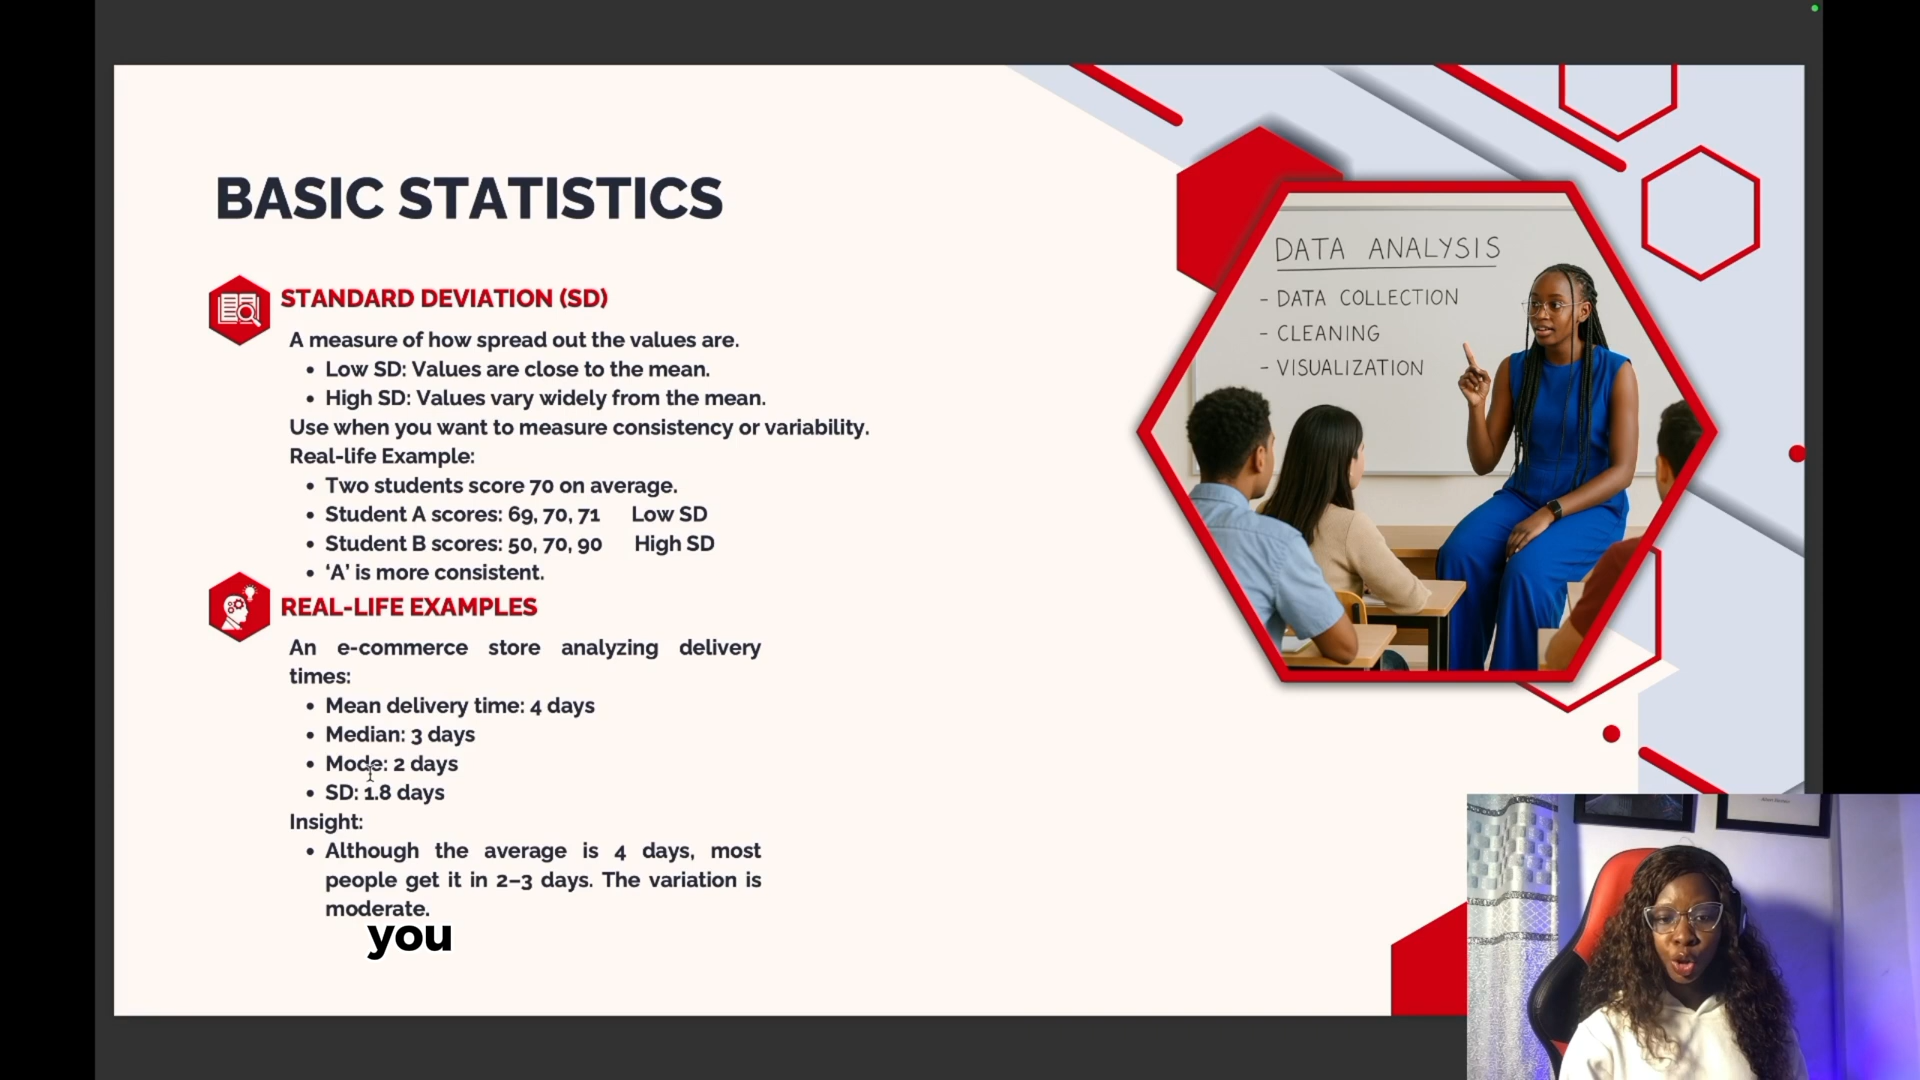 BASIC STATISTICS
STANDARD DEVIATION (SD)
A measure of how spread out the values are.
• Low SD: Values are close to the mean.
• High SD: Values vary widely from the mean.
Use when you want to measure consistency or variability.
Real-life Example:
• Two students score 70 on average.
• Student A scores: 69, 70, 71 Low SD
• Student B scores: 50, 70, 90 High SD
• ‘A’ is more consistent.
REAL-LIFE EXAMPLES
An e-commerce store analyzing delivery
times:
• Mean delivery time: 4 days
• Median: 3 days
• Mode: 2 days
• SD: 1.8 days
Insight:
• Although the average is 4 days, most
people get it in 2–3 days. The variation is
moderate.
you
DATA ANALYSIS
- DATA COLLECTION
- CLEANING
- VISUALIZATION